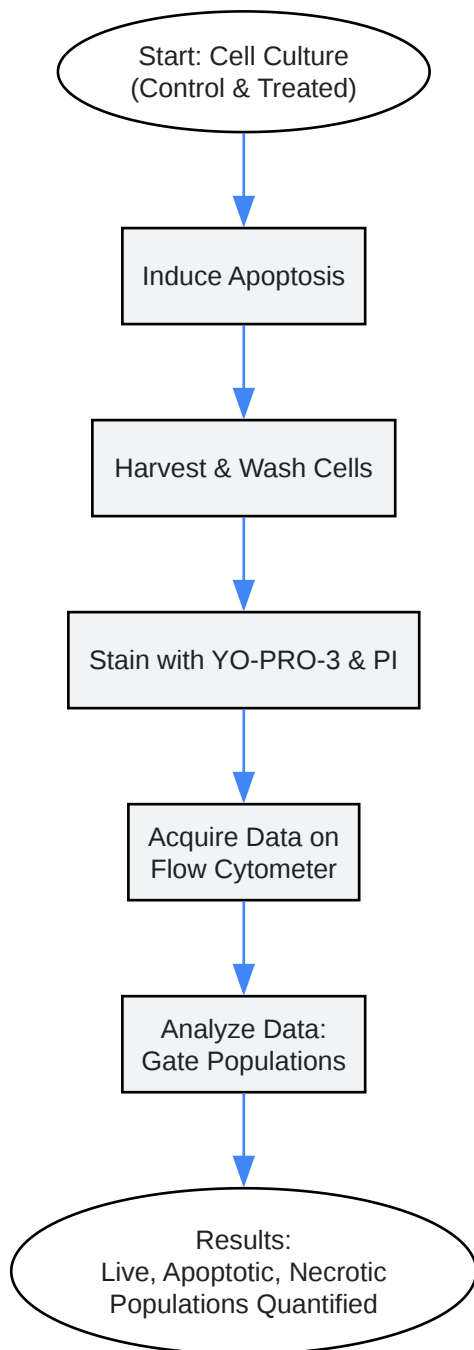 Start: Cell Culture
(Control & Treated)
Induce Apoptosis
Harvest & Wash Cells
Stain with YO-PRO-3 & PI
Acquire Data on
Flow Cytometer
Analyze Data:
Gate Populations
Results:
Live, Apoptotic, Necrotic
Populations Quantified